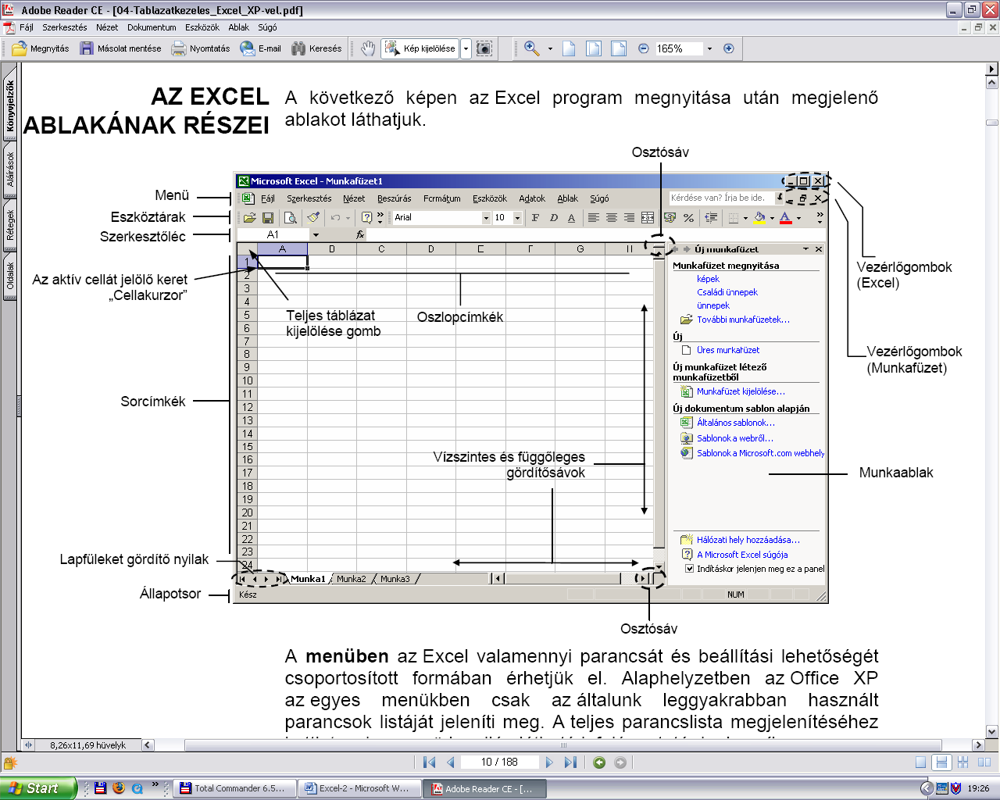 Adobe Reader CE - [04-Tablazatkezeles_Excel_XP-vel.pdf]
Fájl Szerkesztés Nézet Dokumentum Eszközök Ablak Súgó
Megnyitás Másolat mentése Nyomtatás E-mail Keresés Kép kijelölése 165%
Könyvjelzők
Aláírások
Rétegek
Oldalak
AZ EXCEL
ABLAKÁNAK RÉSZEI
A következő képen az Excel program megnyitása után megjelenő
ablakot láthatjuk.
Osztósáv
Microsoft Excel - Munkafüzet1
Menü
Fájl Szerkesztés Nézet Beszúrás Formátum Eszközök Adatok Ablak Súgó Kérdése van? Írja be ide.
Eszköztárak
Arial 10 F D A
Szerkesztőléc
A1 fx
A B C D E F G H
1
2
3
4
5
6
7
8
9
10
11
12
13
14
15
16
17
18
19
20
21
22
23
24
Az aktív cellát jelölő keret
„Cellakurzor”
Teljes táblázat
kijelölése gomb
Oszlopcímkék
Sorcímkék
Vízszintes és függőleges
gördítősávok
Új munkafüzet
Munkafüzet megnyitása
képek
Családi ünnepek
ünnepek
További munkafüzetek...
Új
Üres munkafüzet
Új munkafüzet létező
munkafüzetből
Munkafüzet kijelölése...
Új dokumentum sablon alapján
Általános sablonok...
Sablonok a webről...
Sablonok a Microsoft.com webhely
Hálózati hely hozzáadása...
A Microsoft Excel súgója
Indításkor jelenjen meg ez a panel
Vezérlőgombok
(Excel)
Vezérlőgombok
(Munkafüzet)
Munkaablak
Lapfüleket gördítő nyilak
Munka1 Munka2 Munka3
Állapotsor
Kész NUM
Osztósáv
A menüben az Excel valamennyi parancsát és beállítási lehetőségét
csoportosított formában érhetjük el. Alaphelyzetben az Office XP
az egyes menükben csak az általunk leggyakrabban használt
parancsok listáját jeleníti meg. A teljes parancslista megjelenítéséhez
8,26x11,69 hüvelyk
10 / 188
Start Total Commander 6.5... Excel-2 - Microsoft W... Adobe Reader CE - [... 19:26